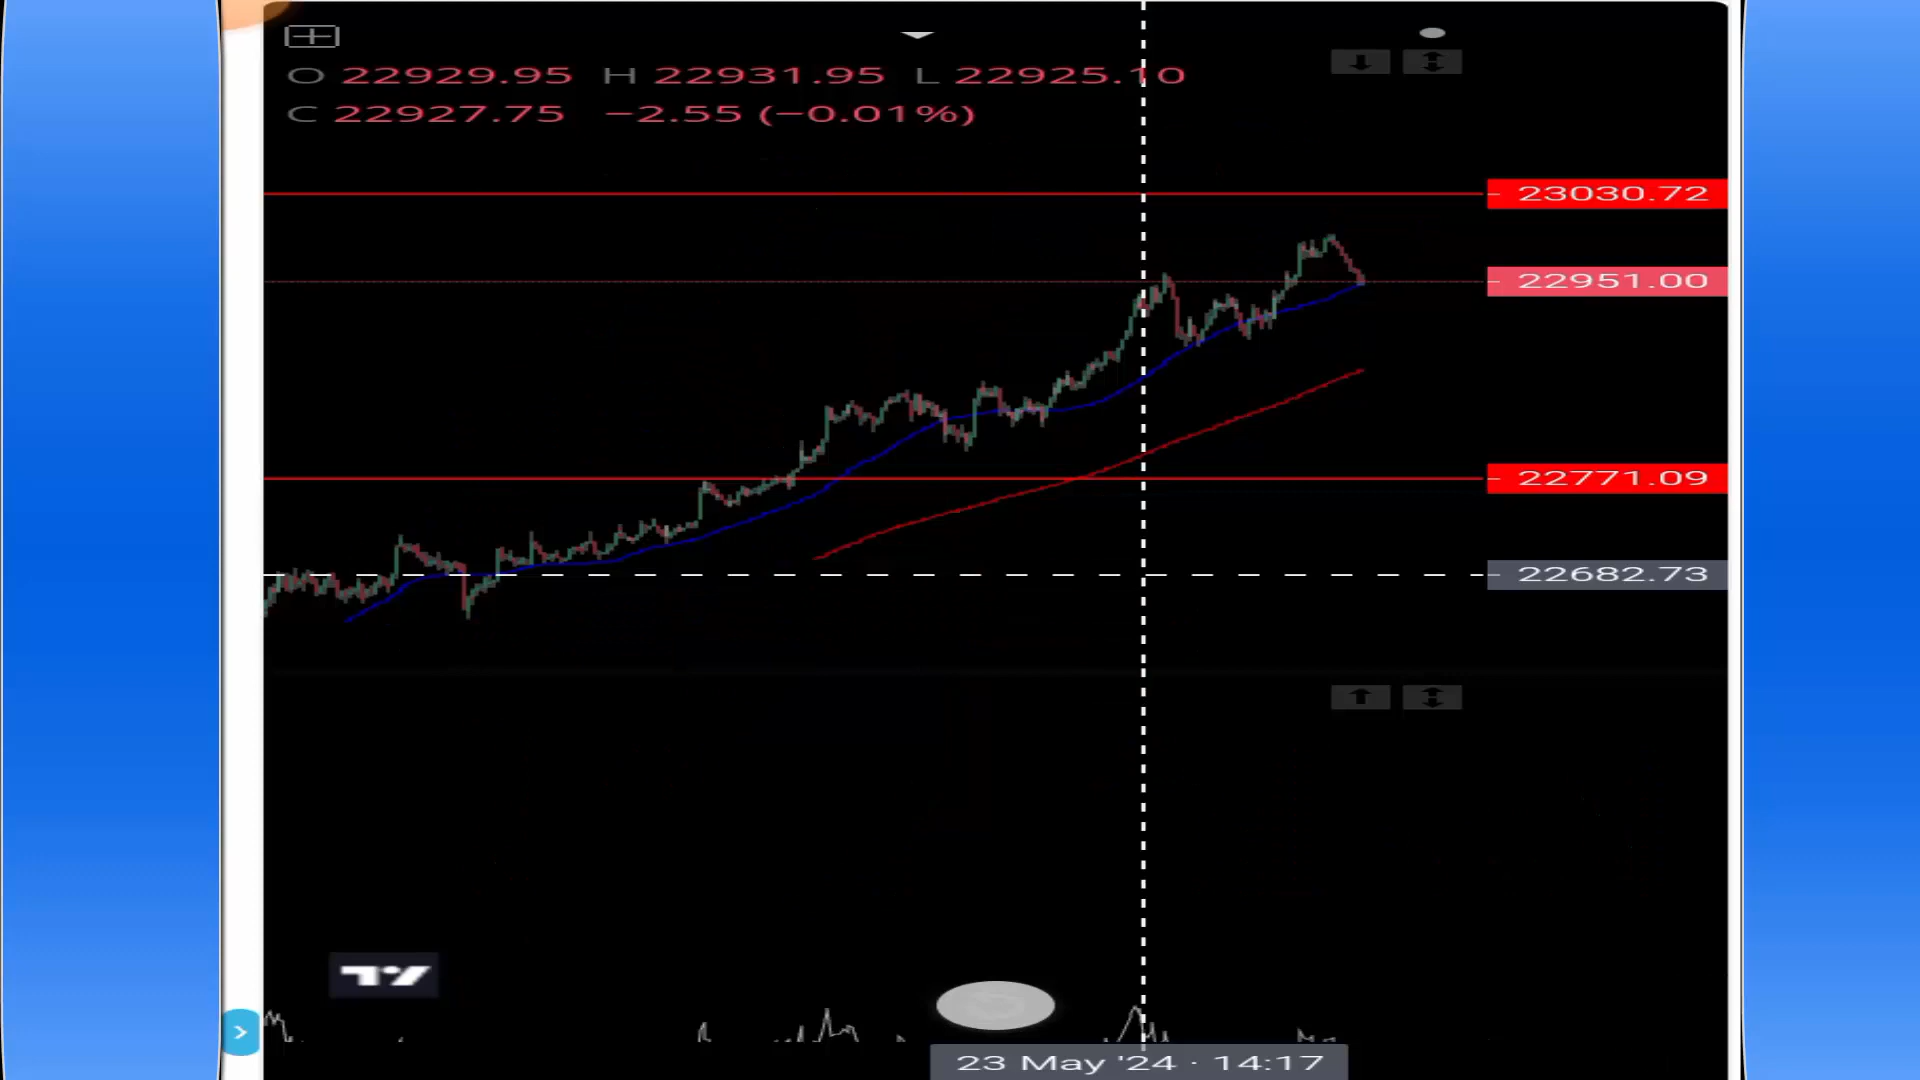 O 22929.95 H 22931.95 L 22925.10
C 22927.75 −2.55 (−0.01%)
23030.72
22951.00
22771.09
22682.73
23 May '24 · 14:17